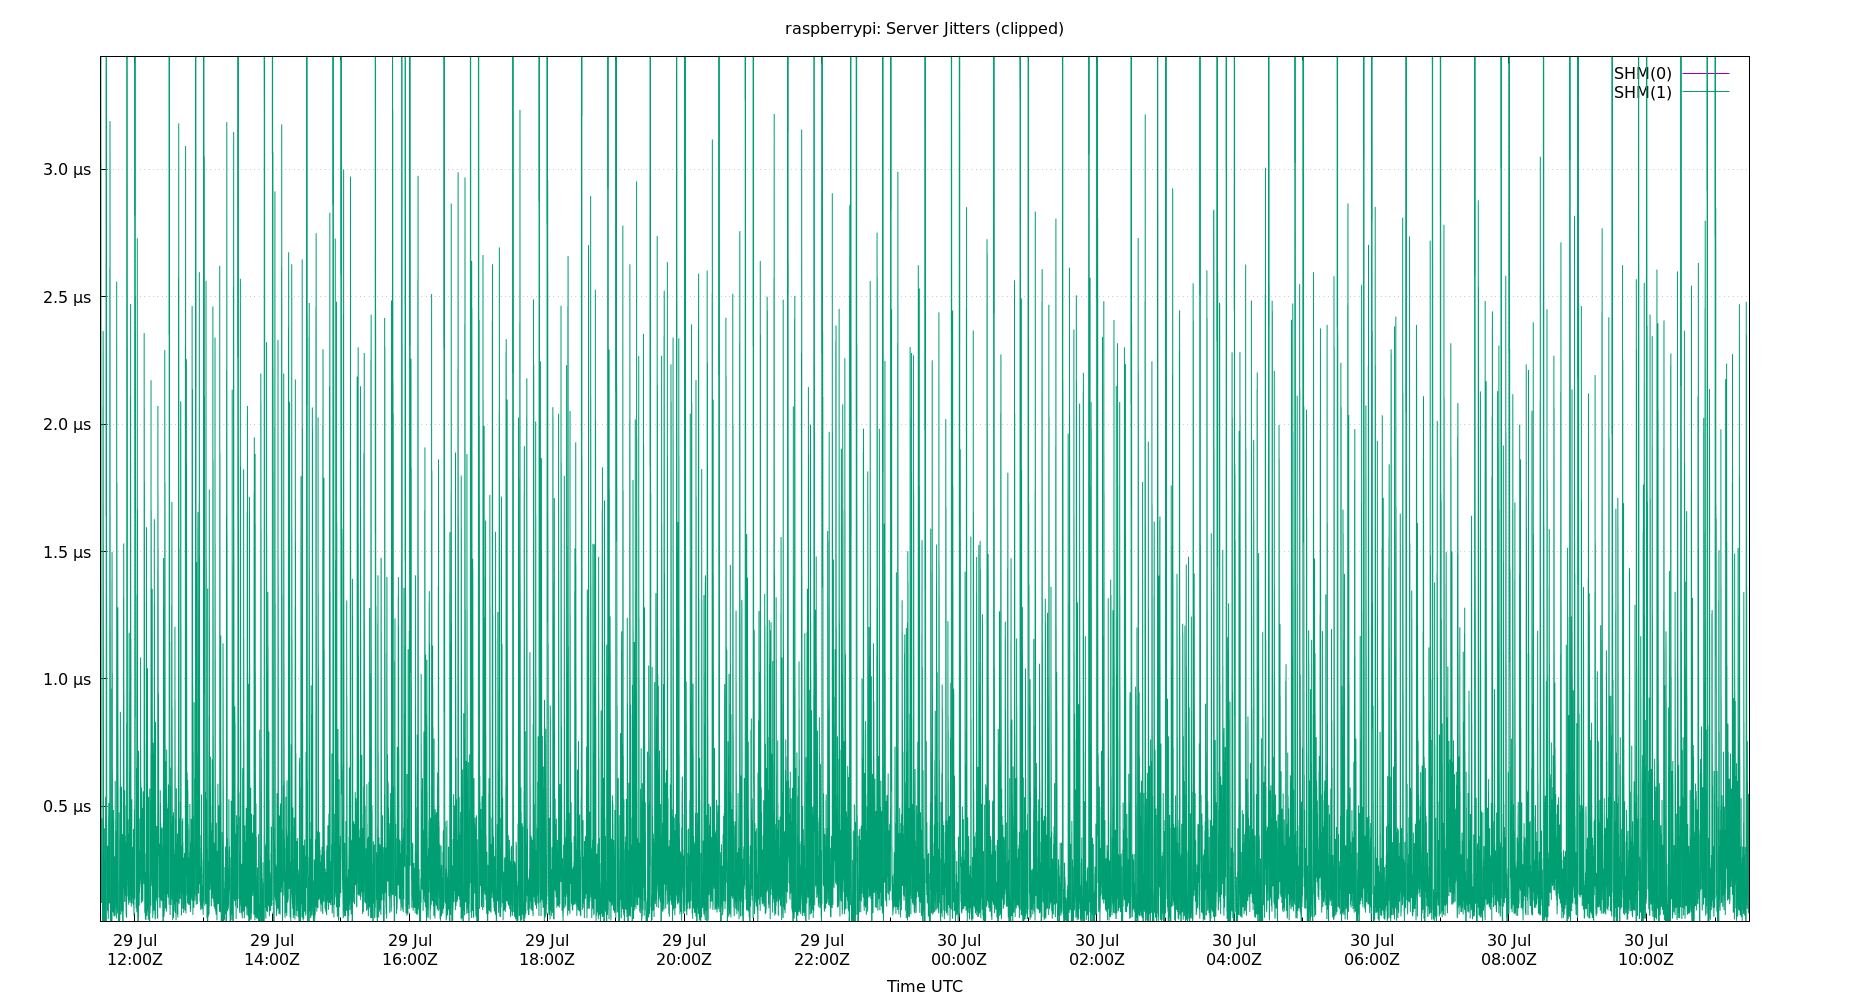 raspberrypi: Server Jitters (clipped)
SHM(0)
SHM(1)
3.0 µs
2.5 µs
2.0 µs
1.5 µs
1.0 µs
0.5 µs
29 Jul 29 Jul 29 Jul 29 Jul 29 Jul 29 Jul 30 Jul 30 Jul 30 Jul 30 Jul 30 Jul 30 Jul
12:00Z 14:00Z 16:00Z 18:00Z 20:00Z 22:00Z 00:00Z 02:00Z 04:00Z 06:00Z 08:00Z 10:00Z
Time UTC